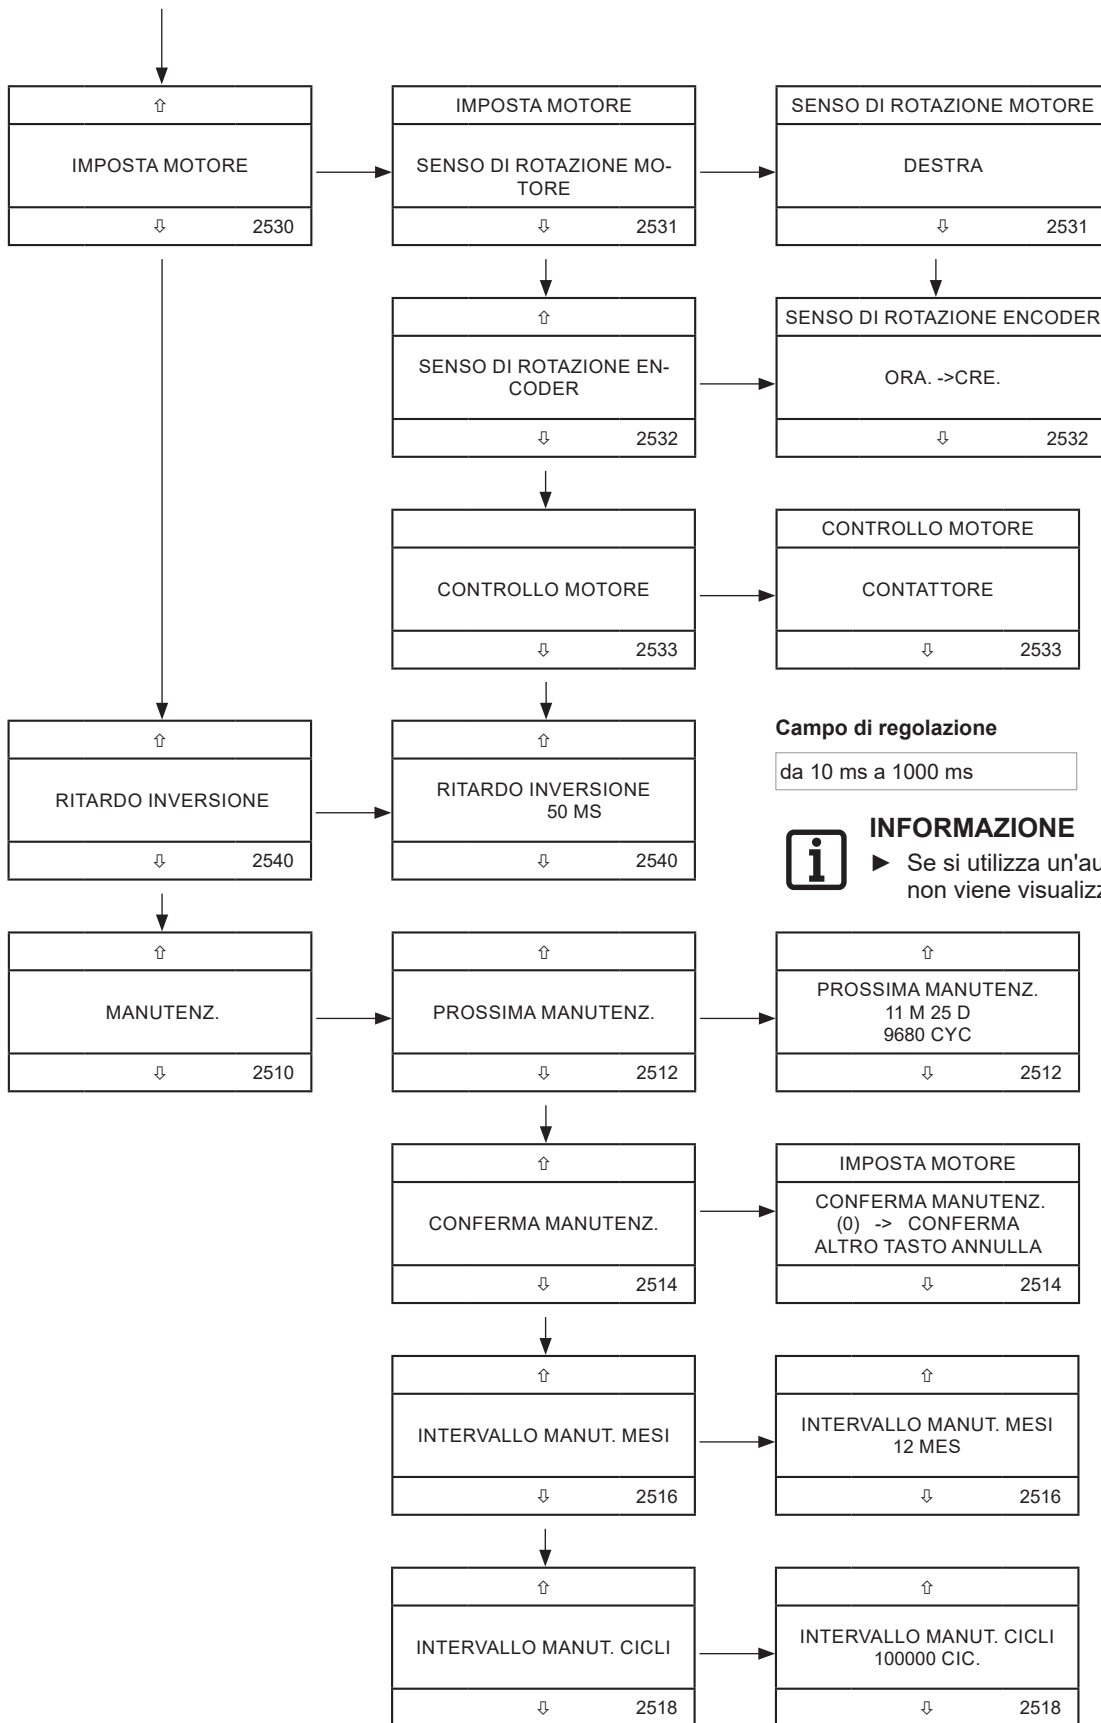 ⇧
IMPOSTA MOTORE
⇩ 2530
IMPOSTA MOTORE
SENSO DI ROTAZIONE MO-
TORE
⇩ 2531
SENSO DI ROTAZIONE MOTORE
DESTRA
⇩ 2531
⇧
SENSO DI ROTAZIONE EN-
CODER
⇩ 2532
SENSO DI ROTAZIONE ENCODER
ORA. ->CRE.
⇩ 2532
CONTROLLO MOTORE
⇩ 2533
CONTROLLO MOTORE
CONTATTORE
⇩ 2533
⇧
RITARDO INVERSIONE
⇩ 2540
⇧
RITARDO INVERSIONE
50 MS
⇩ 2540
Campo di regolazione
da 10 ms a 1000 ms
INFORMAZIONE
► Se si utilizza un'au
non viene visualizz
⇧
MANUTENZ.
⇩ 2510
⇧
PROSSIMA MANUTENZ.
⇩ 2512
⇧
PROSSIMA MANUTENZ.
11 M 25 D
9680 CYC
⇩ 2512
⇧
CONFERMA MANUTENZ.
⇩ 2514
IMPOSTA MOTORE
CONFERMA MANUTENZ.
(0) -> CONFERMA
ALTRO TASTO ANNULLA
⇩ 2514
⇧
INTERVALLO MANUT. MESI
⇩ 2516
⇧
INTERVALLO MANUT. MESI
12 MES
⇩ 2516
⇧
INTERVALLO MANUT. CICLI
⇩ 2518
⇧
INTERVALLO MANUT. CICLI
100000 CIC.
⇩ 2518